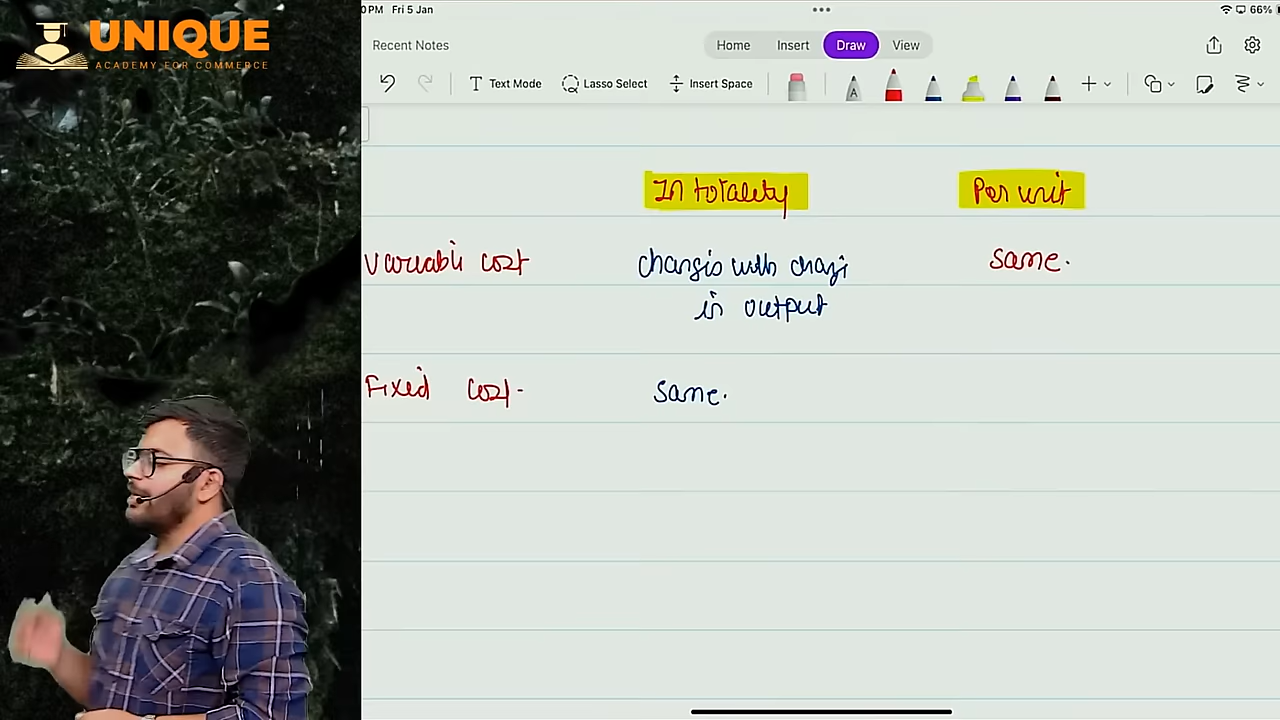 UNIQUE
ACADEMY FOR COMMERCE
0PM Fri 5 Jan
66%
Recent Notes
Home Insert Draw View
Text Mode Lasso Select Insert Space
A
In totality Per unit
Variable cost changes with change same.
in output
Fixed cost- same.